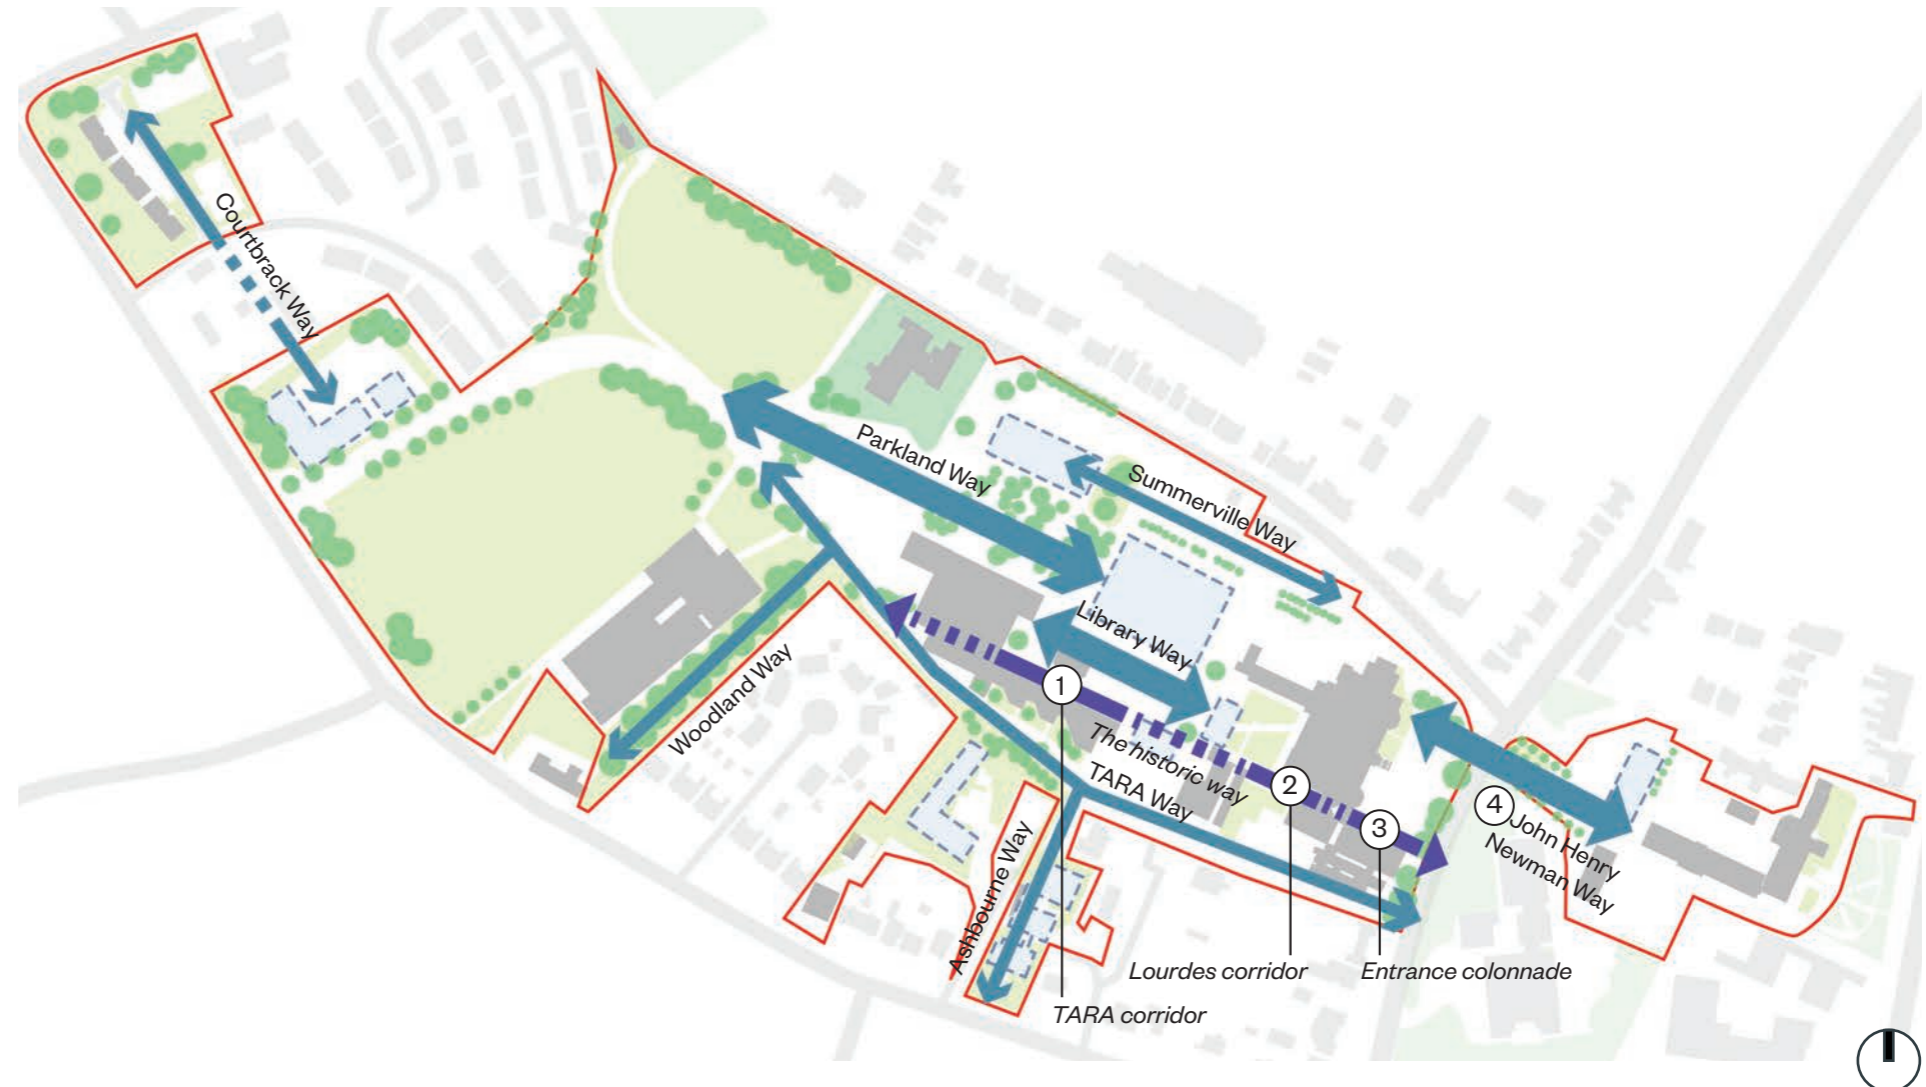 Courtbrack Way
Parkland Way
Summerville Way
Library Way
Woodland Way
1
The historic way
TARA Way
2
3
4
John Henry
Newman Way
Ashbourne Way
Lourdes corridor
Entrance colonnade
TARA corridor